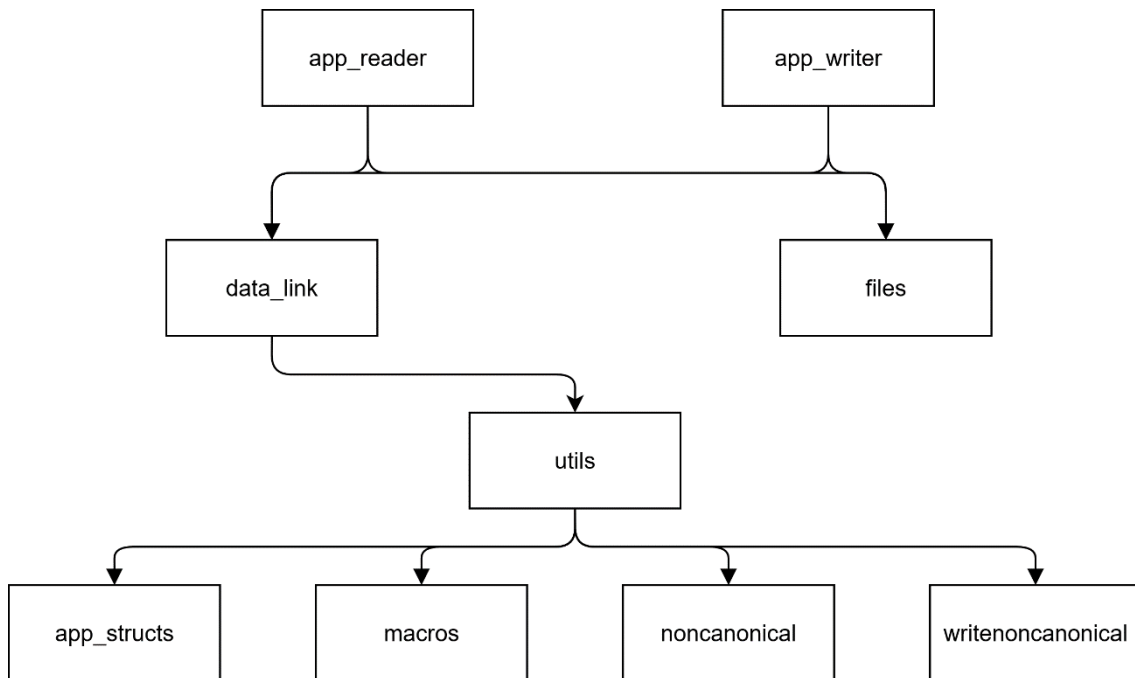 app_reader
app_writer
data_link
files
utils
app_structs
macros
noncanonical
writenoncanonical